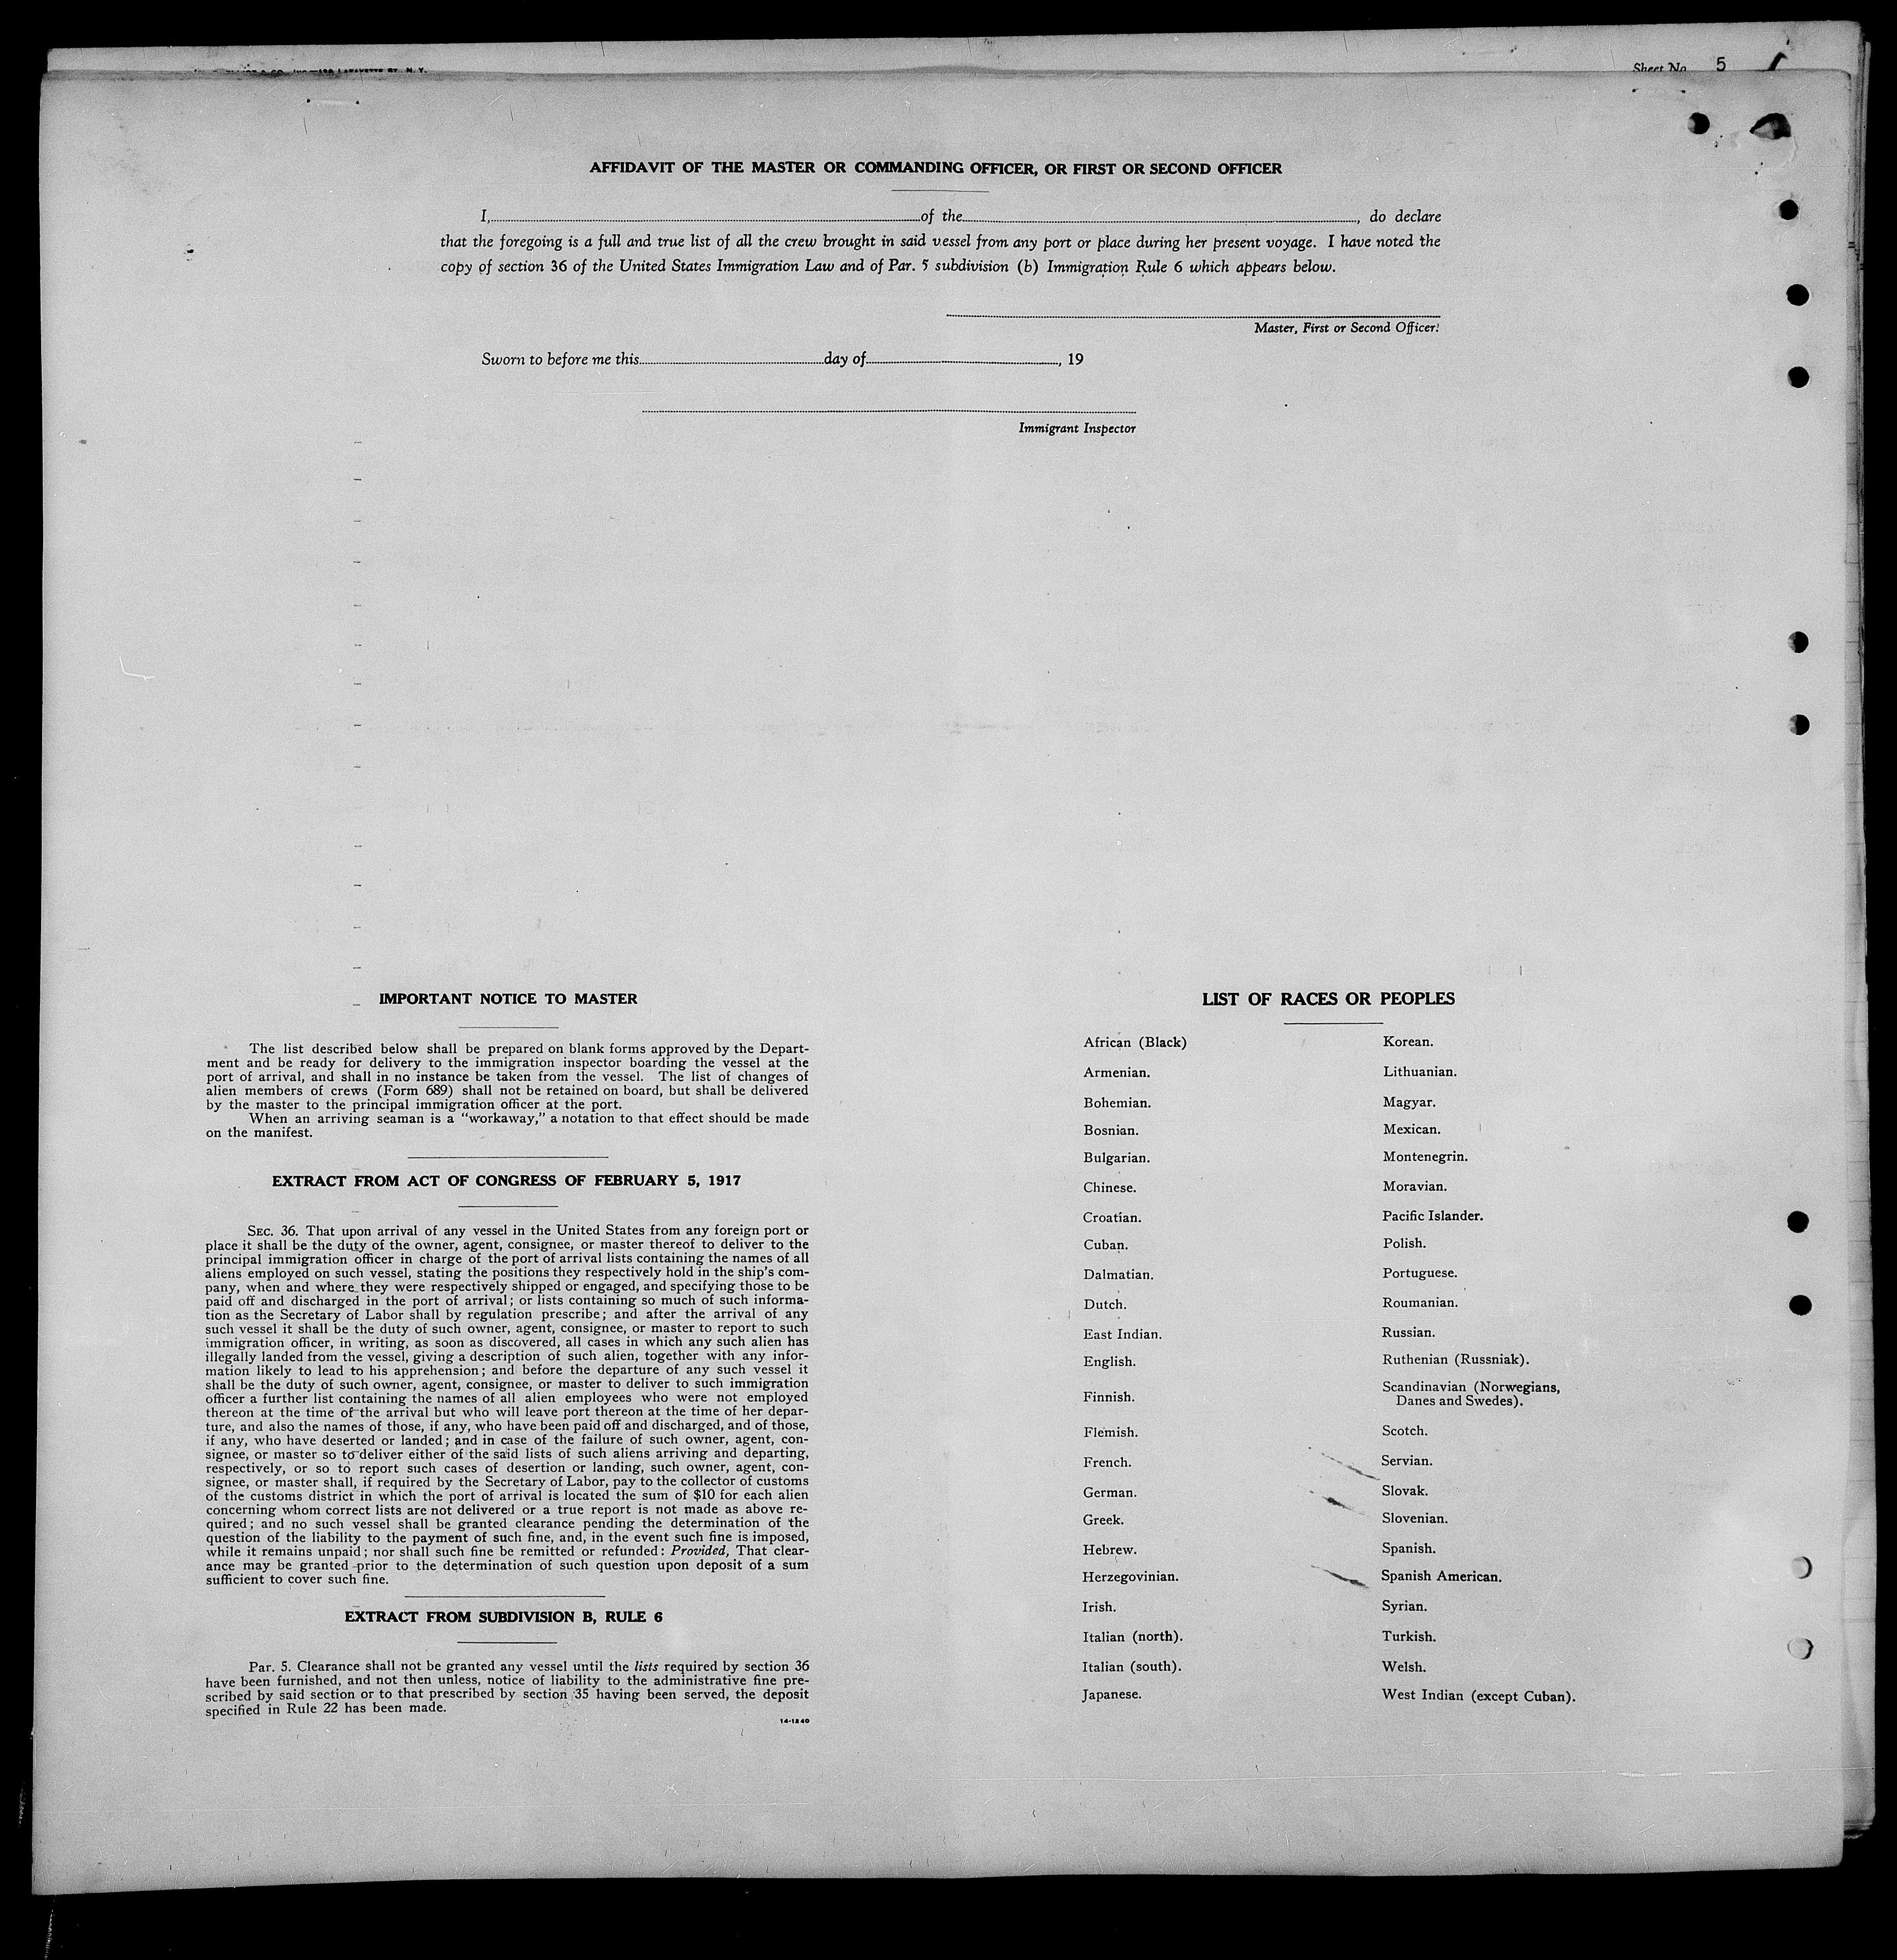 LAFAYETTE ST. N. Y.
Sheet No. 5
AFFIDAVIT OF THE MASTER OR COMMANDING OFFICER, OR FIRST OR SECOND OFFICER
I, of the , do declare
that the foregoing is a full and true list of all the crew brought in said vessel from any port or place during her present voyage. I have noted the
copy of section 36 of the United States Immigration Law and of Par. 5 subdivision (b) Immigration Rule 6 which appears below.
Master, First or Second Officer.
Sworn to before me this day of , 19
Immigrant Inspector
IMPORTANT NOTICE TO MASTER
The list described below shall be prepared on blank forms approved by the Depart-
ment and be ready for delivery to the immigration inspector boarding the vessel at the
port of arrival, and shall in no instance be taken from the vessel. The list of changes of
alien members of crews (Form 689) shall not be retained on board, but shall be delivered
by the master to the principal immigration officer at the port.
When an arriving seaman is a "workaway," a notation to that effect should be made
on the manifest.
EXTRACT FROM ACT OF CONGRESS OF FEBRUARY 5, 1917
SEC. 36. That upon arrival of any vessel in the United States from any foreign port or
place it shall be the duty of the owner, agent, consignee, or master thereof to deliver to the
principal immigration officer in charge of the port of arrival lists containing the names of all
aliens employed on such vessel, stating the positions they respectively hold in the ship's com-
pany, when and where they were respectively shipped or engaged, and specifying those to be
paid off and discharged in the port of arrival; or lists containing so much of such informa-
tion as the Secretary of Labor shall by regulation prescribe; and after the arrival of any
such vessel it shall be the duty of such owner, agent, consignee, or master to report to such
immigration officer, in writing, as soon as discovered, all cases in which any such alien has
illegally landed from the vessel, giving a description of such alien, together with any infor-
mation likely to lead to his apprehension; and before the departure of any such vessel it
shall be the duty of such owner, agent, consignee, or master to deliver to such immigration
officer a further list containing the names of all alien employees who were not employed
thereon at the time of the arrival but who will leave port thereon at the time of her depar-
ture, and also the names of those, if any, who have been paid off and discharged, and of those,
if any, who have deserted or landed; and in case of the failure of such owner, agent, con-
signee, or master so to deliver either of the said lists of such aliens arriving and departing,
respectively, or so to report such cases of desertion or landing, such owner, agent, con-
signee, or master shall, if required by the Secretary of Labor, pay to the collector of customs
of the customs district in which the port of arrival is located the sum of $10 for each alien
concerning whom correct lists are not delivered or a true report is not made as above re-
quired; and no such vessel shall be granted clearance pending the determination of the
question of the liability to the payment of such fine, and, in the event such fine is imposed,
while it remains unpaid; nor shall such fine be remitted or refunded: Provided, That clear-
ance may be granted prior to the determination of such question upon deposit of a sum
sufficient to cover such fine.
EXTRACT FROM SUBDIVISION B, RULE 6
Par. 5. Clearance shall not be granted any vessel until the lists required by section 36
have been furnished, and not then unless, notice of liability to the administrative fine pre-
scribed by said section or to that prescribed by section 35 having been served, the deposit
specified in Rule 22 has been made.
14-1240
LIST OF RACES OR PEOPLES
African (Black)
Armenian.
Bohemian.
Bosnian.
Bulgarian.
Chinese.
Croatian.
Cuban.
Dalmatian.
Dutch.
East Indian.
English.
Finnish.
Flemish.
French.
German.
Greek.
Hebrew.
Herzegovinian.
Irish.
Italian (north).
Italian (south).
Japanese.
Korean.
Lithuanian.
Magyar.
Mexican.
Montenegrin.
Moravian.
Pacific Islander.
Polish.
Portuguese.
Roumanian.
Russian.
Ruthenian (Russniak).
Scandinavian (Norwegians,
Danes and Swedes).
Scotch.
Servian.
Slovak.
Slovenian.
Spanish.
Spanish American.
Syrian.
Turkish.
Welsh.
West Indian (except Cuban).